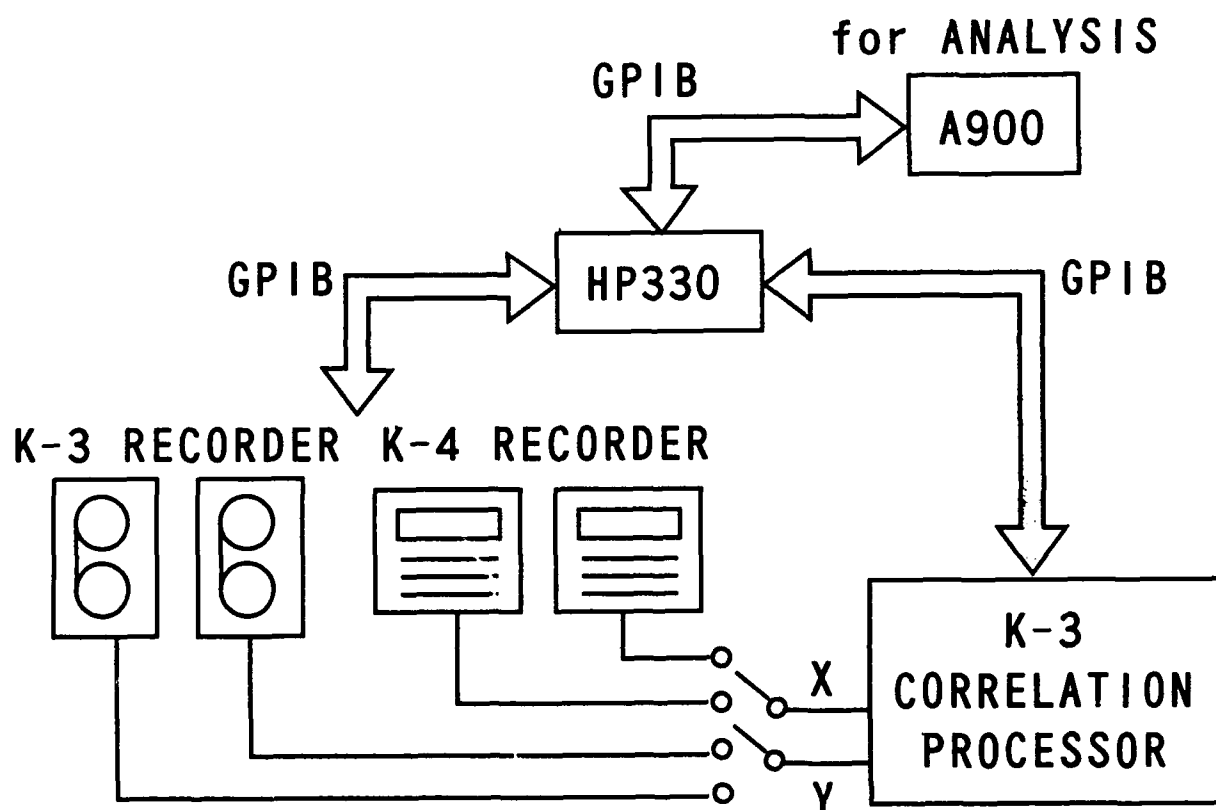 for ANALYSIS
GPIB
A900
GPIB
HP330
GPIB
K-3 RECORDER
K-4 RECORDER
K-3
CORRELATION
PROCESSOR
X
Y